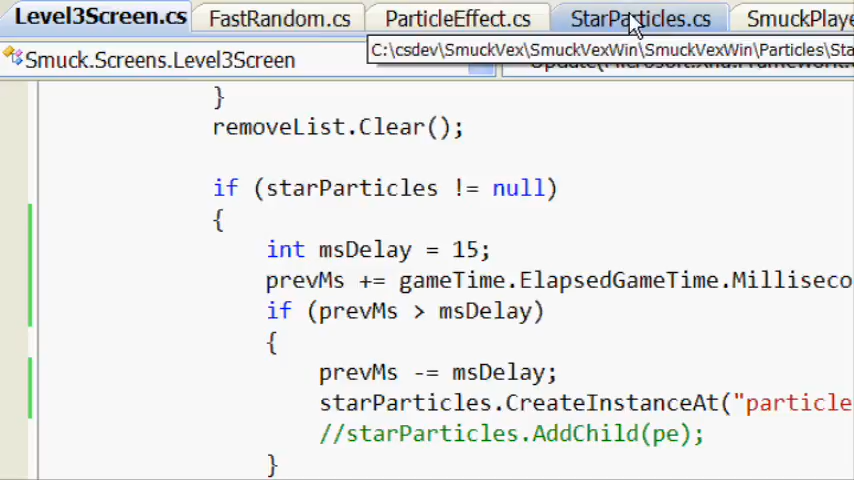 Level3Screen.cs FastRandom.cs ParticleEffect.cs StarParticles.cs SmuckPlaye
C:\csdev\SmuckVex\SmuckVexWin\SmuckVexWin\Particles\Sta
Smuck.Screens.Level3Screen
}
removeList.Clear();
if (starParticles != null)
{
int msDelay = 15;
prevMs += gameTime.ElapsedGameTime.Milliseco
if (prevMs > msDelay)
{
prevMs -= msDelay;
starParticles.CreateInstanceAt("particle
//starParticles.AddChild(pe);
}